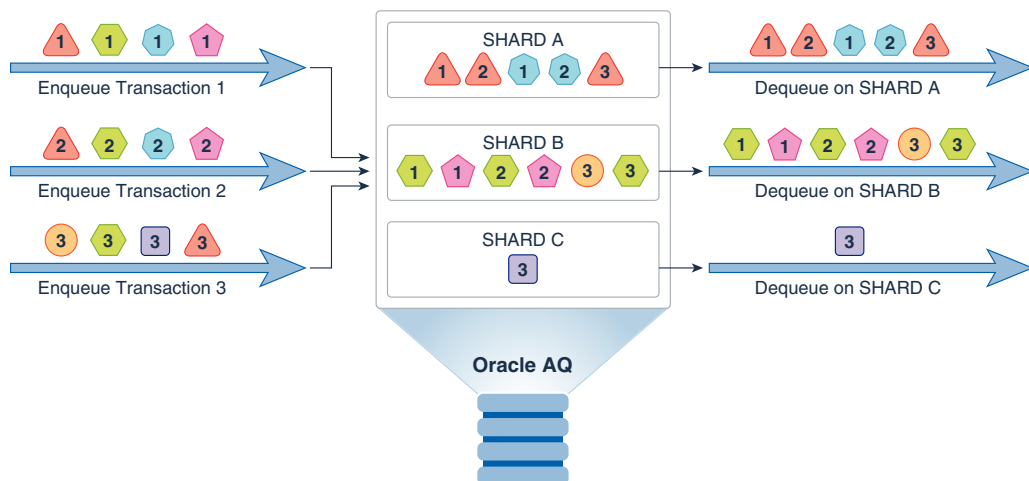 1 1 1 1
Enqueue Transaction 1
2 2 2 2
Enqueue Transaction 2
3 3 3 3
Enqueue Transaction 3
SHARD A
1 2 1 2 3
SHARD B
1 1 2 2 3 3
SHARD C
3
Oracle AQ
1 2 1 2 3
Dequeue on SHARD A
1 1 2 2 3 3
Dequeue on SHARD B
3
Dequeue on SHARD C